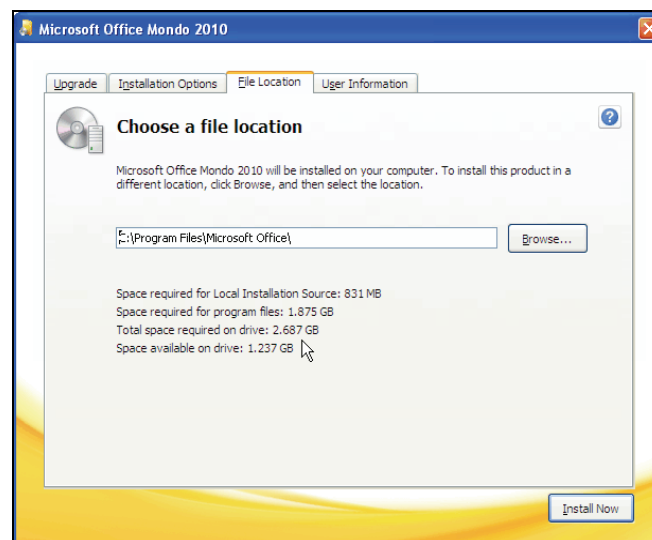 Microsoft Office Mondo 2010
Upgrade Installation Options File Location User Information
Choose a file location
Microsoft Office Mondo 2010 will be installed on your computer. To install this product in a
different location, click Browse, and then select the location.
:\Program Files\Microsoft Office\ Browse...
Space required for Local Installation Source: 831 MB
Space required for program files: 1.875 GB
Total space required on drive: 2.687 GB
Space available on drive: 1.237 GB
Install Now